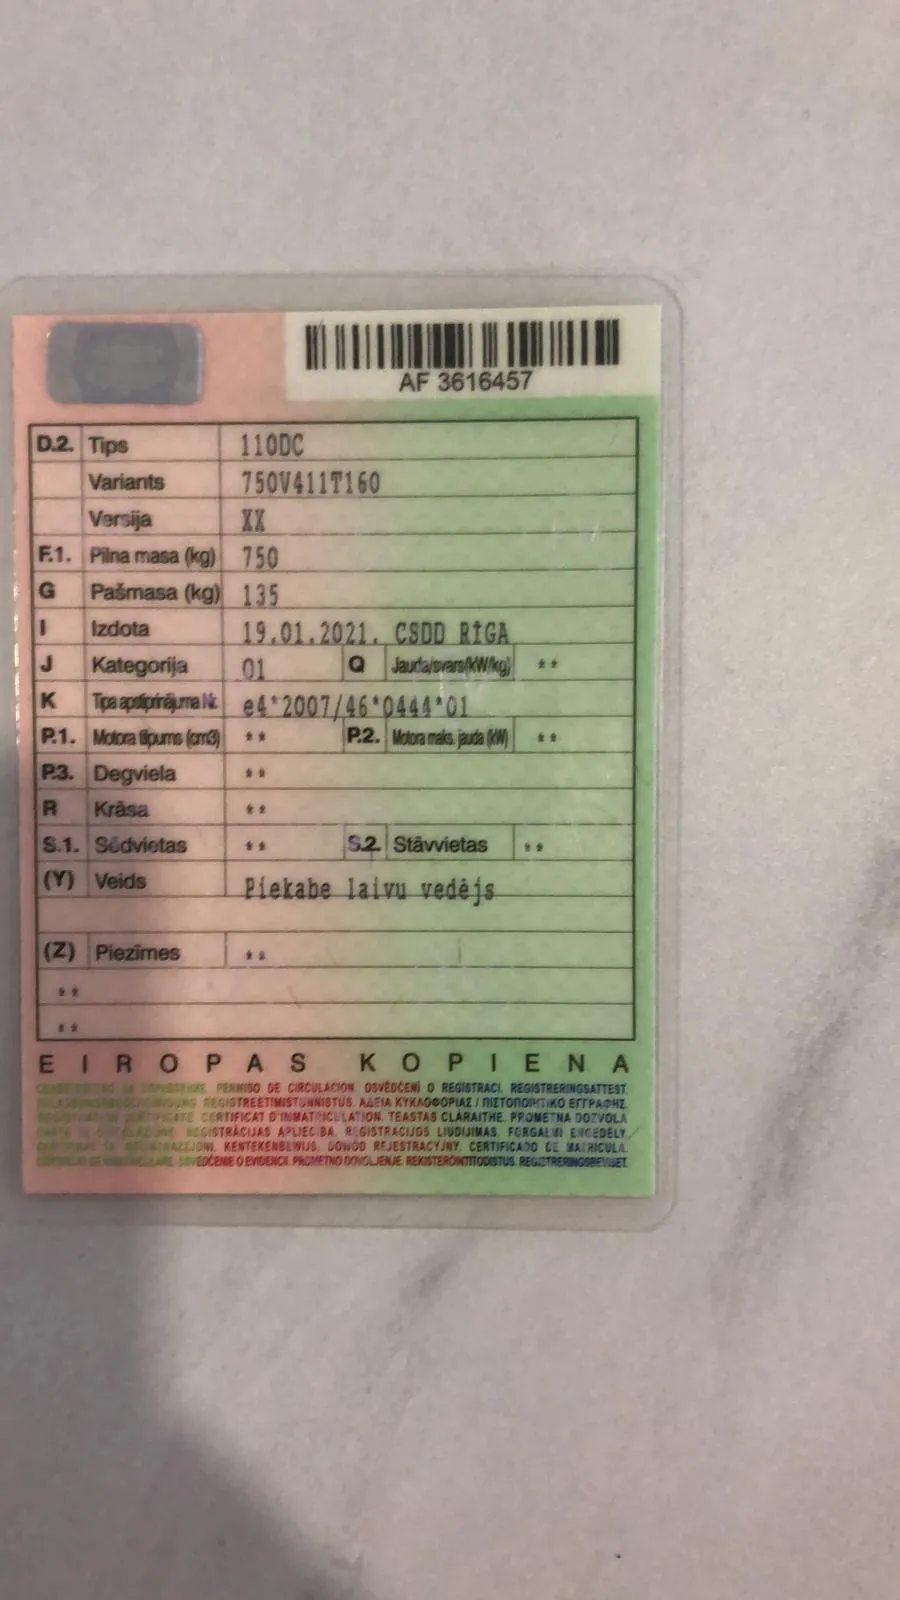 AF 3616457
D.2. Tips 110DC
Variants 750V411T160
Versija XX
F.1. Pilna masa (kg) 750
G Pašmasa (kg) 135
I Izdota 19.01.2021. CSDD RĪGA
J Kategorija O1 Q Jauda/svars(kW/kg) **
K Tipa apstiprinājuma Nr. e4*2007/46*0444*01
P.1. Motora tilpums (cm3) ** P.2. Motora maks. jauda (kW) **
P.3. Degviela **
R Krāsa **
S.1. Sēdvietas ** S.2. Stāvvietas **
(Y) Veids Piekabe laivu vedējs
(Z) Piezīmes **
**
**
EIROPAS KOPIENA
PERMISO DE CIRCULACIÓN. OSVĚDČENÍ O REGISTRACI. REGISTRERINGSATTEST.
REGISTREERIMISTUNNISTUS. ΑΔΕΙΑ ΚΥΚΛΟΦΟΡΙΑΣ / ΠΙΣΤΟΠΟΙΗΤΙΚΟ ΕΓΓΡΑΦΗΣ.
CERTIFICATE. CERTIFICAT D'IMMATRICULATION. TEASTAS CLÁRAITHE. PROMETNA DOZVOLA.
REĢISTRĀCIJAS APLIECĪBA. REGISTRACIJOS LIUDIJIMAS. FORGALMI ENGEDÉLY.
KENTEKENBEWIJS. DOWÓD REJESTRACYJNY. CERTIFICADO DE MATRÍCULA.
OSVEDČENIE O EVIDENCII. PROMETNO DOVOLJENJE. REKISTERÖINTITODISTUS. REGISTRERINGSBEVISET.